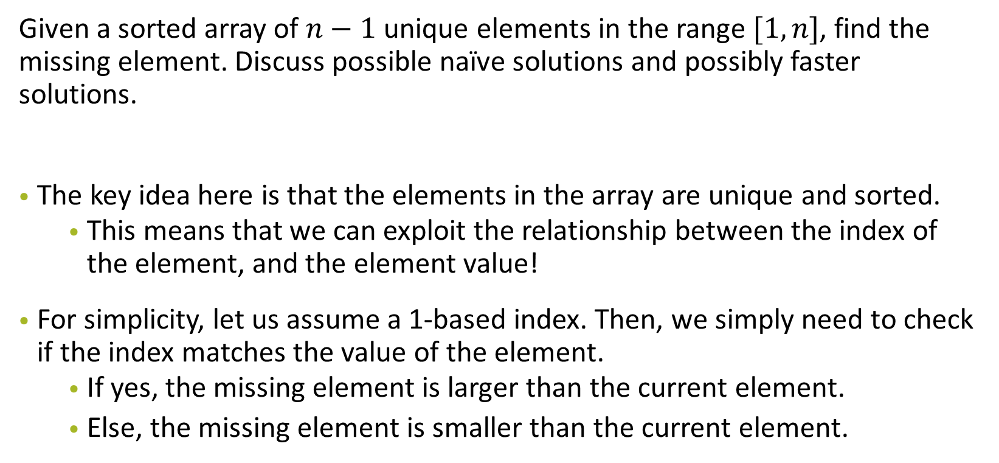 Given a sorted array of n − 1 unique elements in the range [1, n], find the
missing element. Discuss possible naïve solutions and possibly faster
solutions.
• The key idea here is that the elements in the array are unique and sorted.
• This means that we can exploit the relationship between the index of
the element, and the element value!
• For simplicity, let us assume a 1-based index. Then, we simply need to check
if the index matches the value of the element.
• If yes, the missing element is larger than the current element.
• Else, the missing element is smaller than the current element.